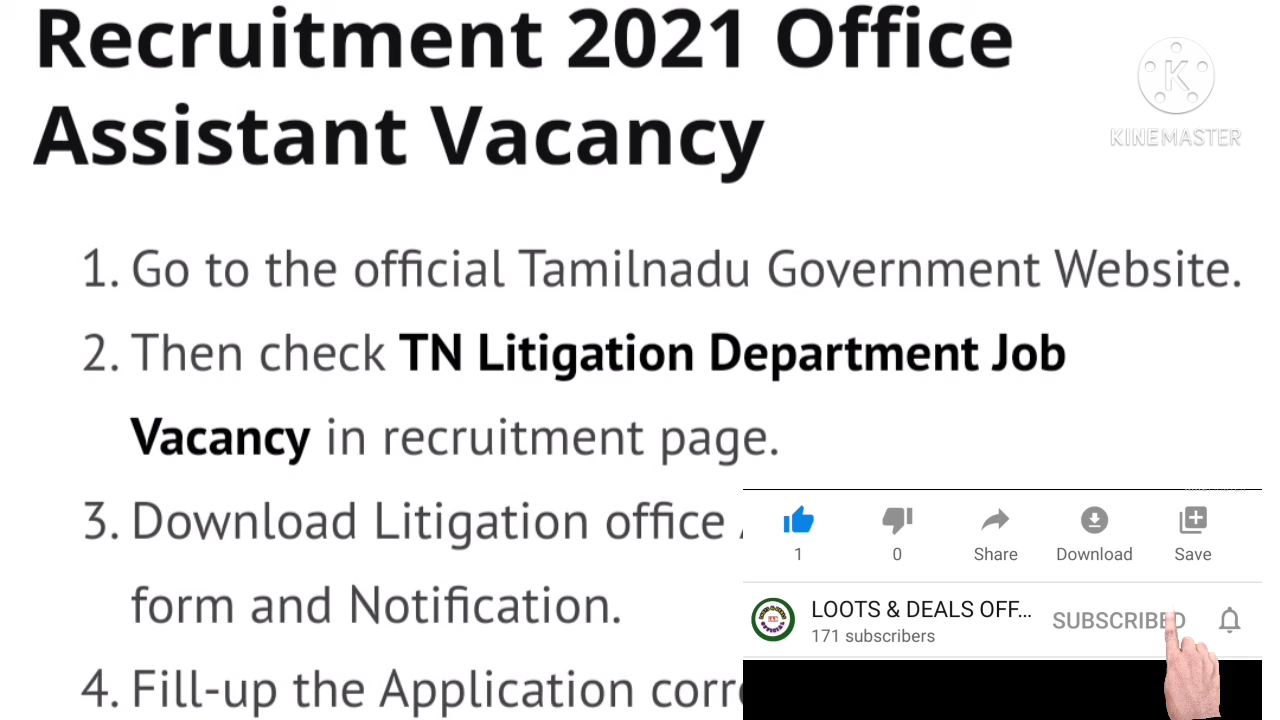 Recruitment 2021 Office
Assistant Vacancy
K
KINEMASTER
1. Go to the official Tamilnadu Government Website.
2. Then check TN Litigation Department Job
Vacancy in recruitment page.
3. Download Litigation office
form and Notification.
4. Fill-up the Application
1
0
Share
Download
Save
LOOTS & DEALS OFF...
SUBSCRIBED
171 subscribers